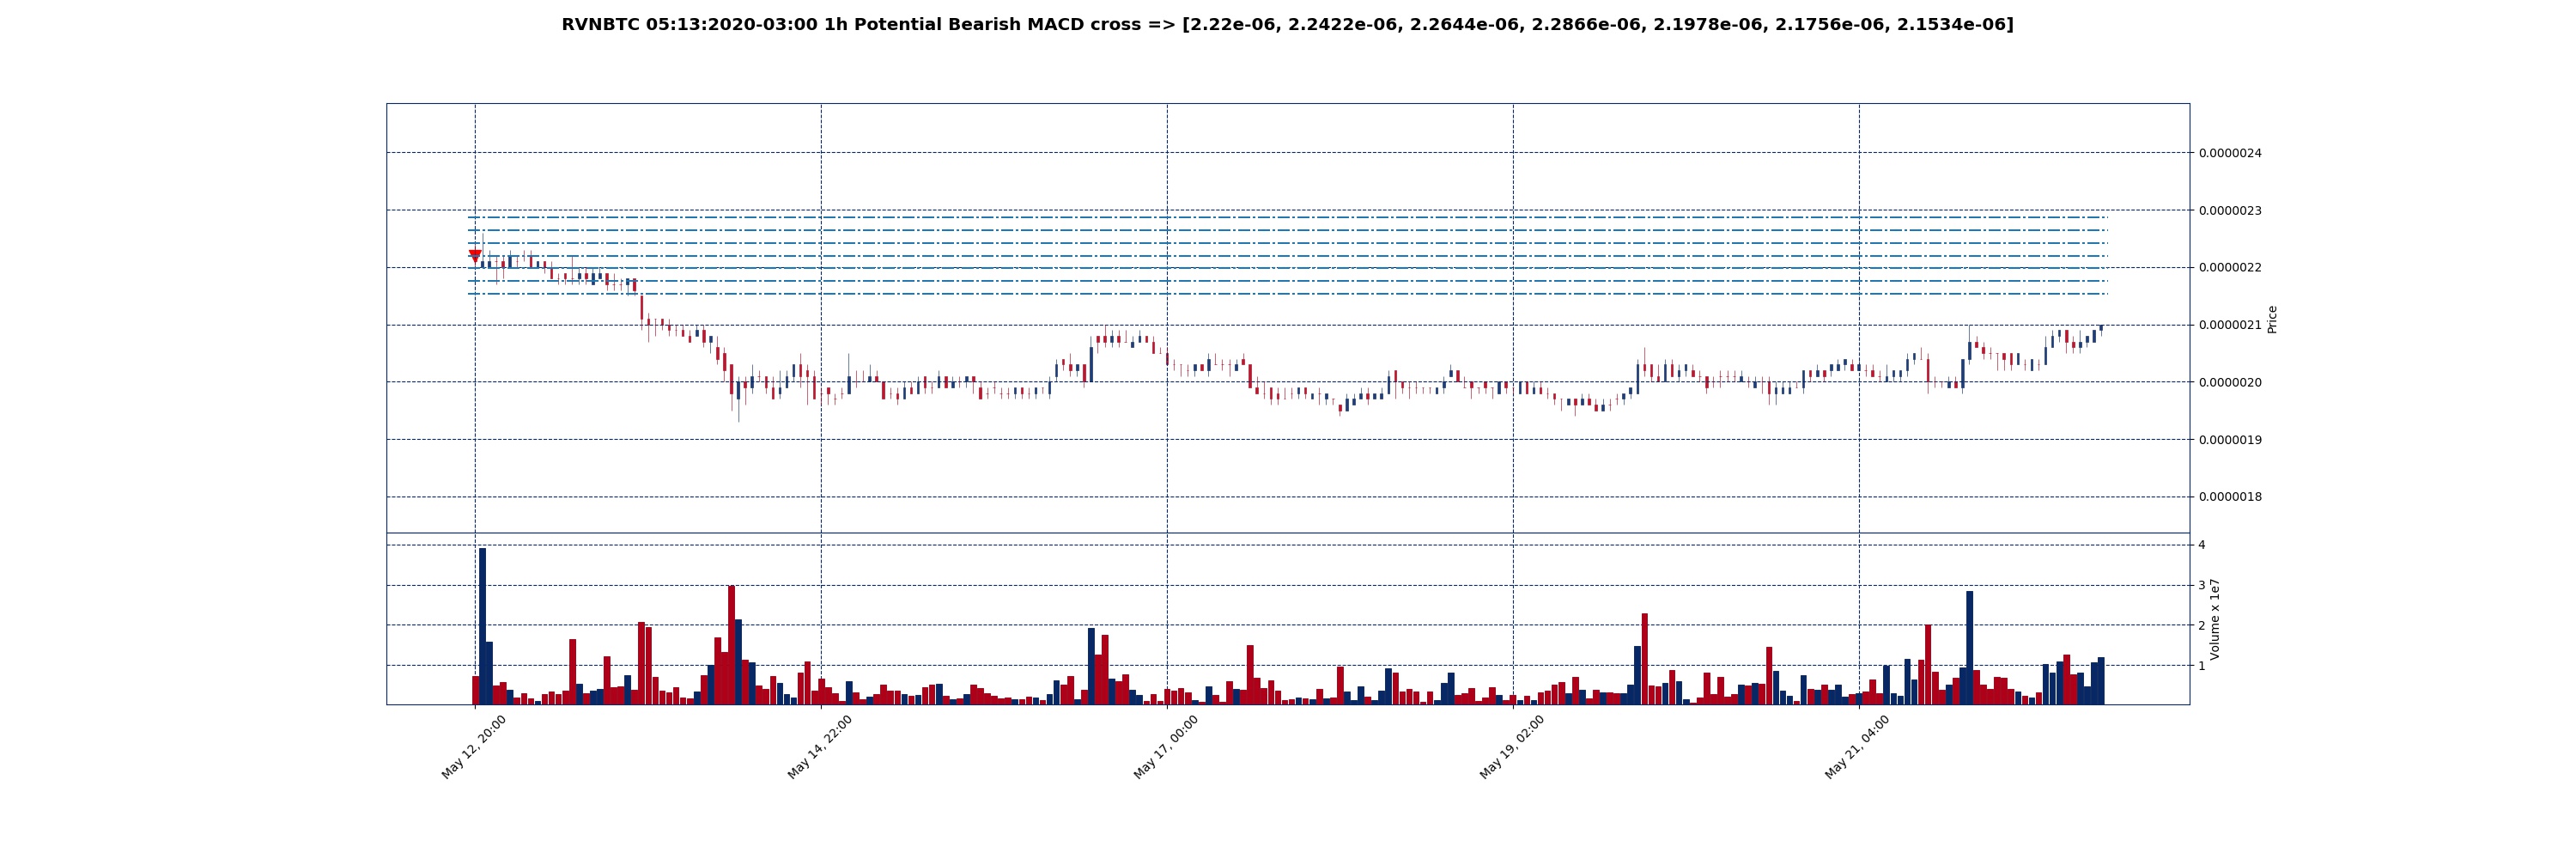 RVNBTC 05:13:2020-03:00 1h Potential Bearish MACD cross => [2.22e-06, 2.2422e-06, 2.2644e-06, 2.2866e-06, 2.1978e-06, 2.1756e-06, 2.1534e-06]
0.0000024
0.0000023
0.0000022
0.0000021
0.0000020
0.0000019
0.0000018
Price
4
3
2
1
Volume x 1e7
May 12, 20:00
May 14, 22:00
May 17, 00:00
May 19, 02:00
May 21, 04:00